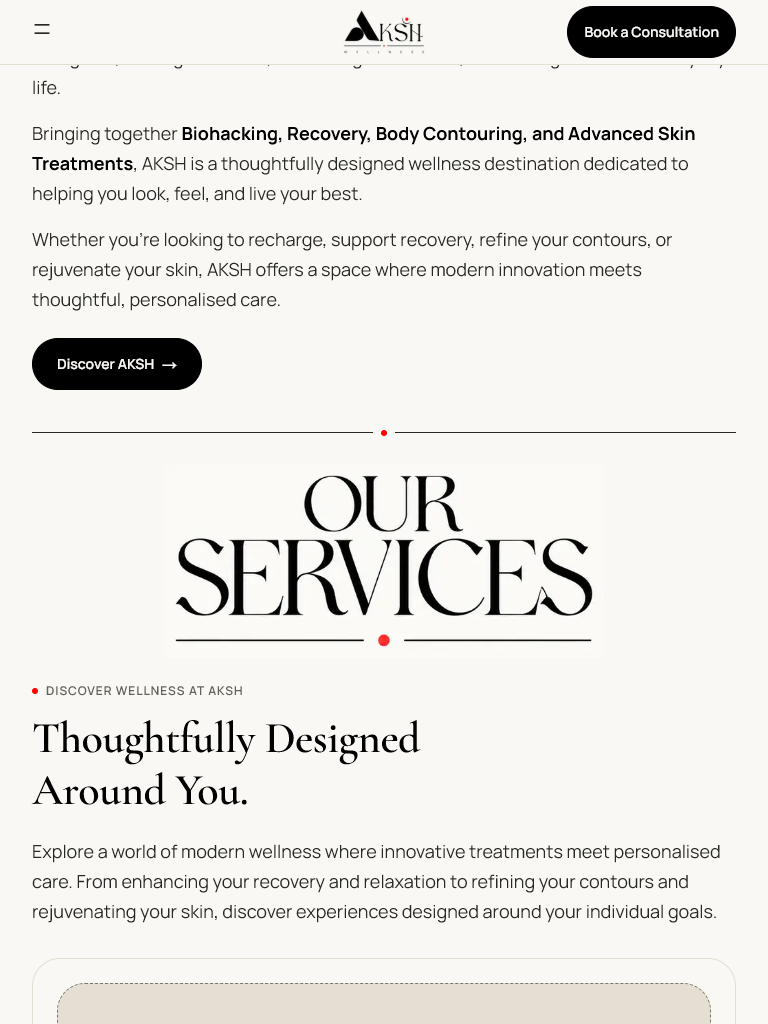 AKSH
WELLNESS
Book a Consultation
life.
Bringing together Biohacking, Recovery, Body Contouring, and Advanced Skin
Treatments, AKSH is a thoughtfully designed wellness destination dedicated to
helping you look, feel, and live your best.
Whether you're looking to recharge, support recovery, refine your contours, or
rejuvenate your skin, AKSH offers a space where modern innovation meets
thoughtful, personalised care.
Discover AKSH →
OUR
SERVICES
DISCOVER WELLNESS AT AKSH
Thoughtfully Designed
Around You.
Explore a world of modern wellness where innovative treatments meet personalised
care. From enhancing your recovery and relaxation to refining your contours and
rejuvenating your skin, discover experiences designed around your individual goals.